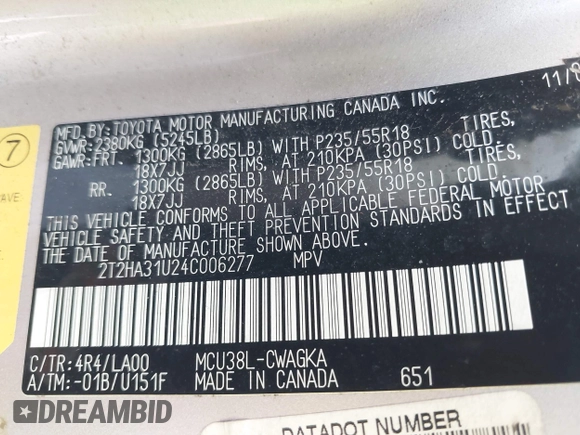 11/0
MFD.BY:TOYOTA MOTOR MANUFACTURING CANADA INC.
GVWR:2380KG (5245LB)
GAWR:FRT. 1300KG (2865LB) WITH P235/55R18 TIRES,
18X7JJ RIMS, AT 210KPA (30PSI) COLD.
RR. 1300KG (2865LB) WITH P235/55R18 TIRES,
18X7JJ RIMS, AT 210KPA (30PSI) COLD.
THIS VEHICLE CONFORMS TO ALL APPLICABLE FEDERAL MOTOR
VEHICLE SAFETY AND THEFT PREVENTION STANDARDS IN EFFECT
ON THE DATE OF MANUFACTURE SHOWN ABOVE.
2T2HA31U24C006277 MPV
C/TR:4R4/LA00 MCU38L-CWAGKA
A/TM:-01B/U151F MADE IN CANADA 651
7
AVE
DATADOT NUMBER
DREAMBID